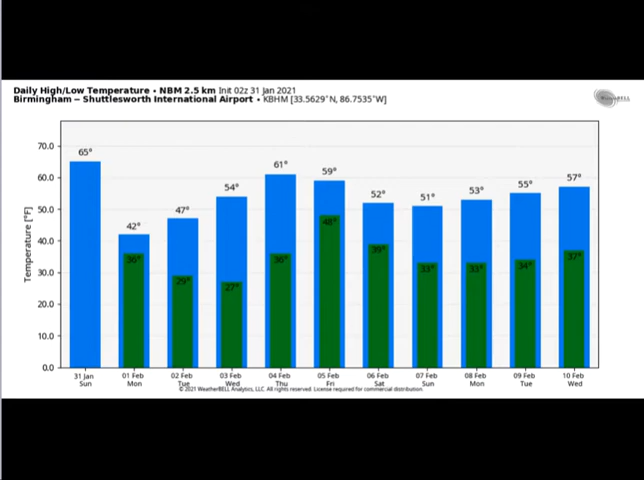 Daily High/Low Temperature • NBM 2.5 km Init 02z 31 Jan 2021
Birmingham – Shuttlesworth International Airport • KBHM [33.5629°N, 86.7535°W]
WeatherBELL
Temperature [°F]
70.0
60.0
50.0
40.0
30.0
20.0
10.0
0.0
65° 42° 47° 54° 61° 59° 52° 51° 53° 55° 57°
36° 29° 27° 36° 48° 39° 33° 33° 34° 37°
31 Jan 01 Feb 02 Feb 03 Feb 04 Feb 05 Feb 06 Feb 07 Feb 08 Feb 09 Feb 10 Feb
Sun Mon Tue Wed Thu Fri Sat Sun Mon Tue Wed
© 2021 WeatherBELL Analytics, LLC. All rights reserved. License required for commercial distribution.